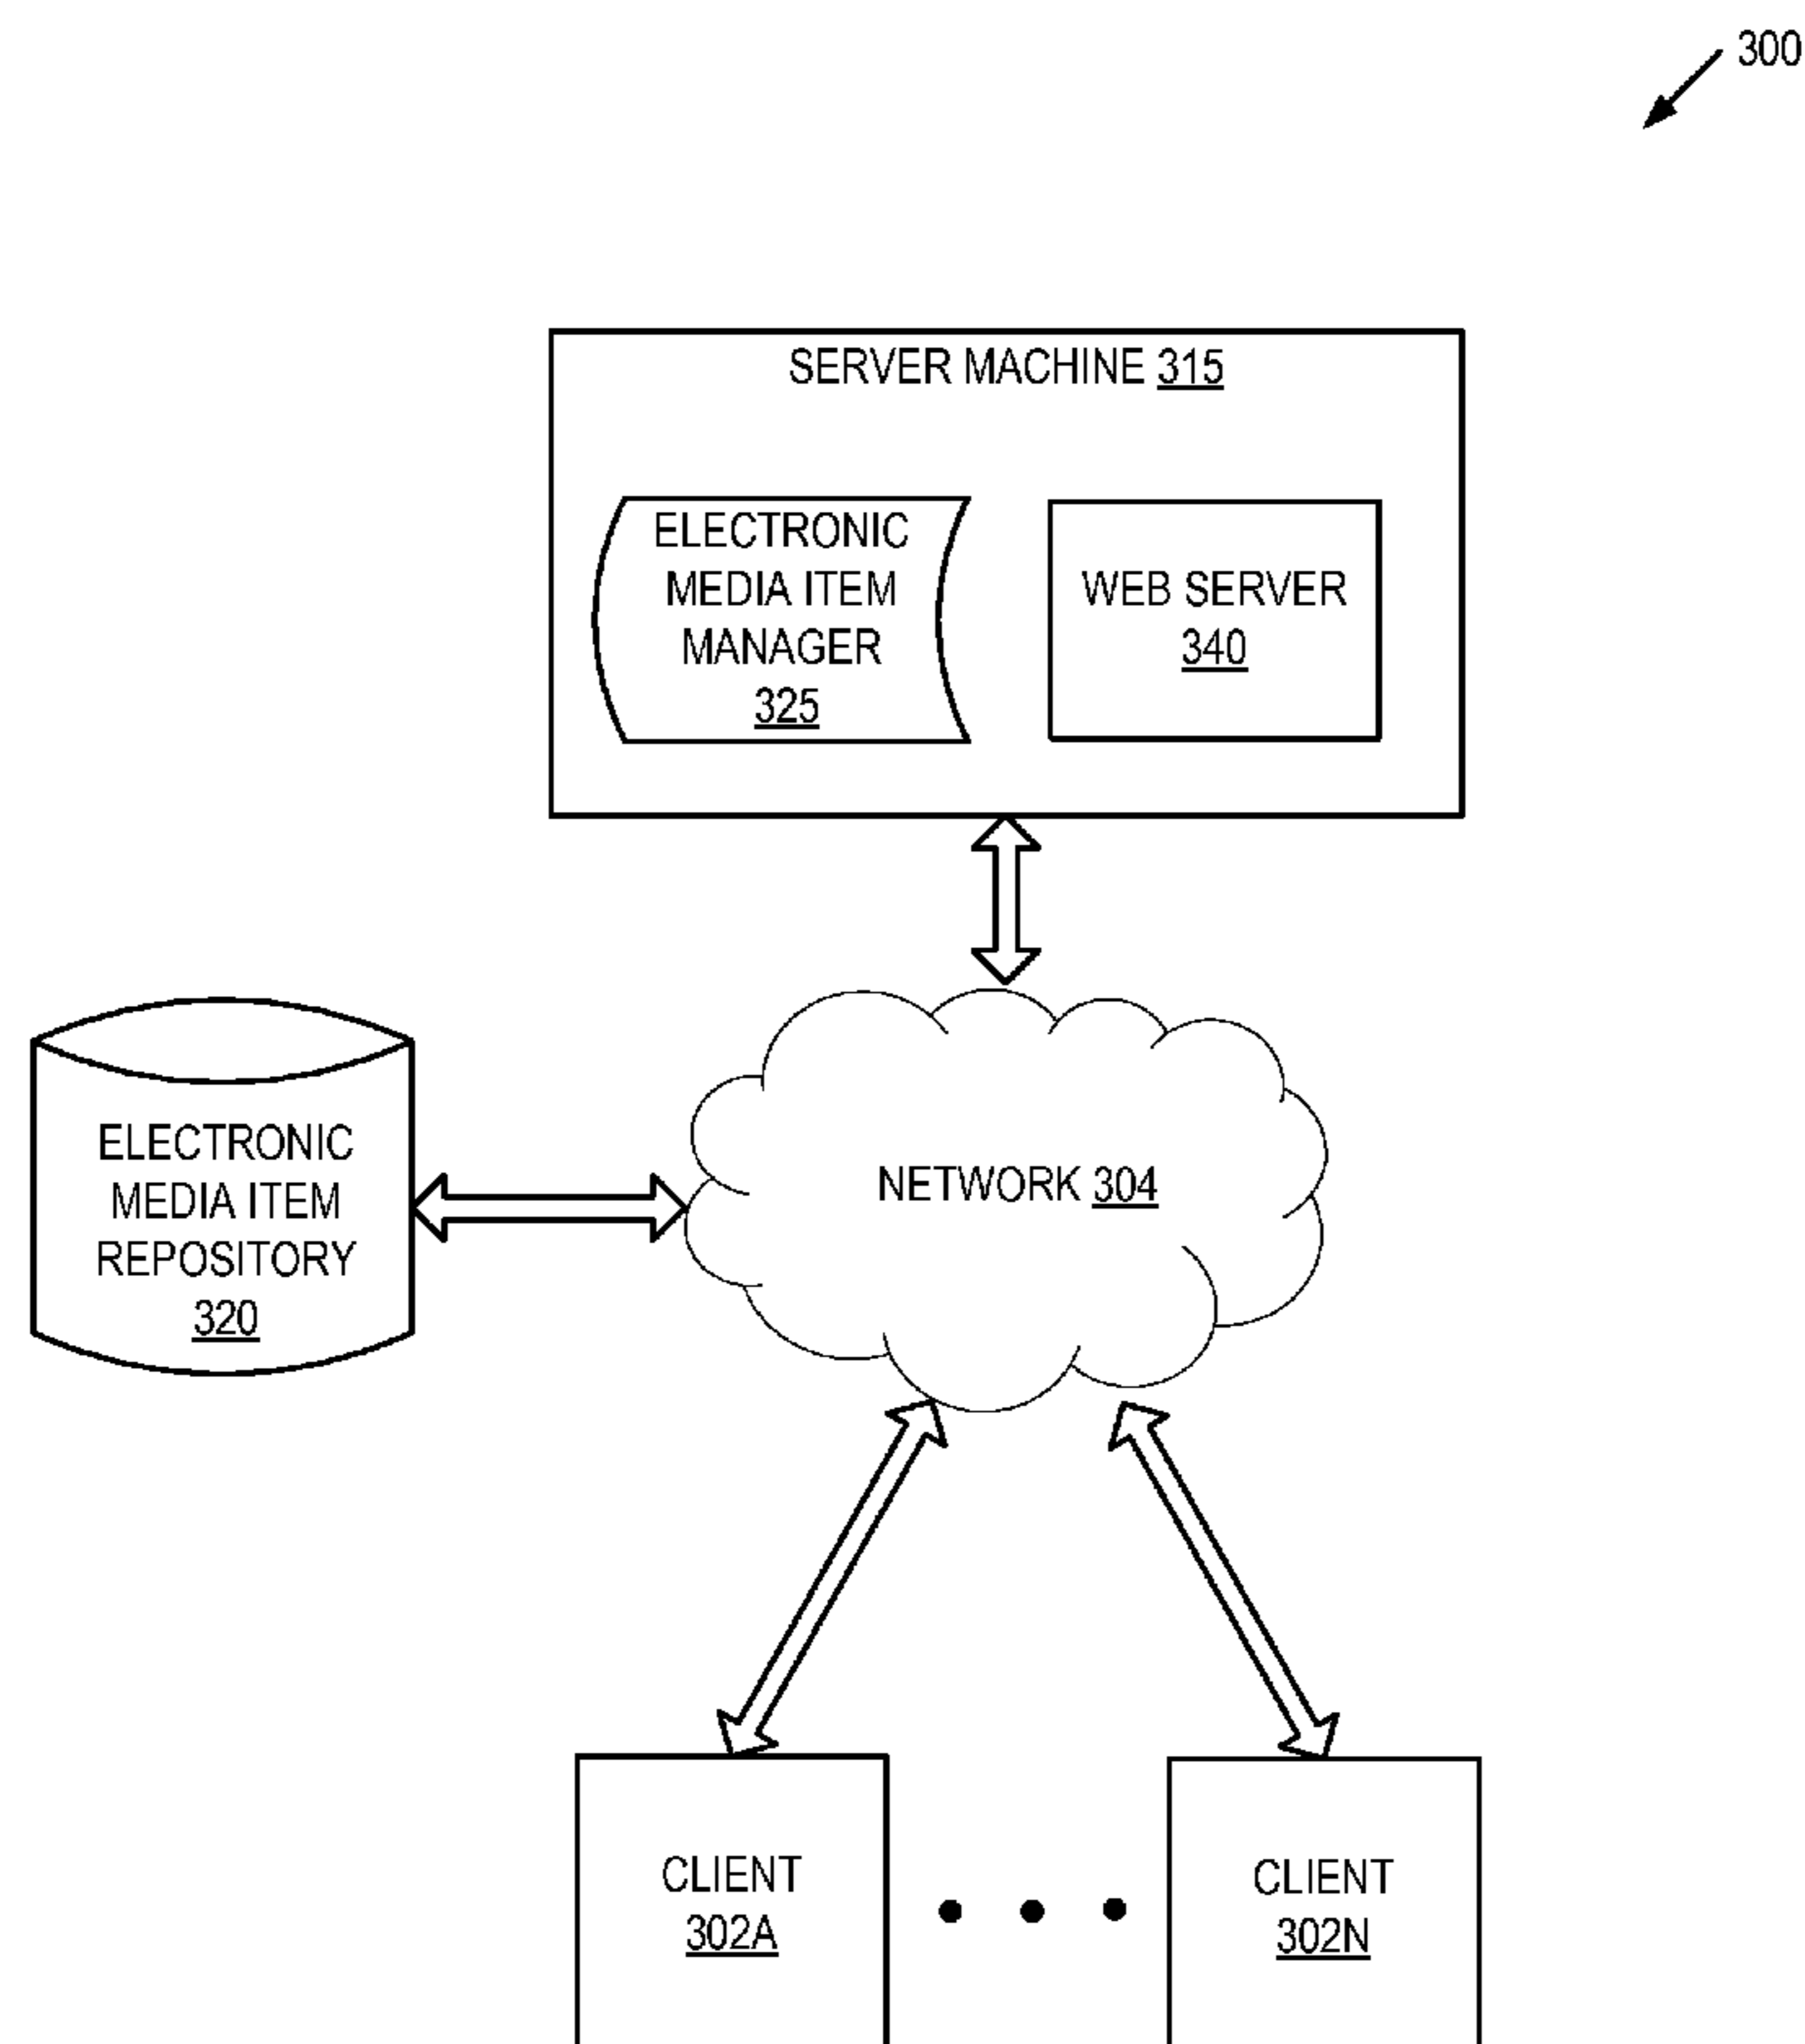 300
SERVER MACHINE 315
ELECTRONIC
MEDIA ITEM
MANAGER
325
WEB SERVER
340
ELECTRONIC
MEDIA ITEM
REPOSITORY
320
NETWORK 304
CLIENT
302A
CLIENT
302N